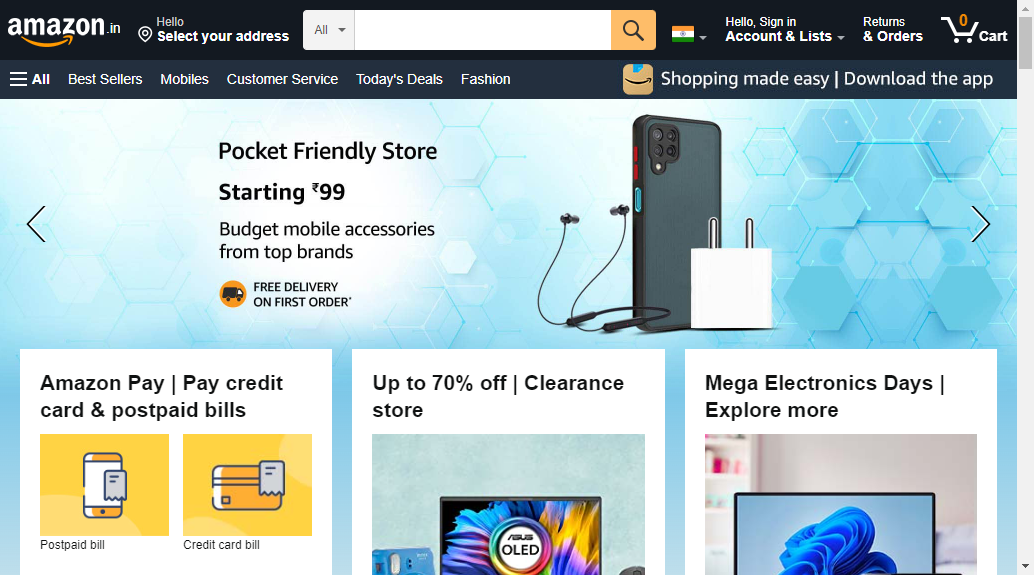 amazon.in
Hello
Select your address
All
Hello, Sign in
Account & Lists
Returns
& Orders
0
Cart
All
Best Sellers
Mobiles
Customer Service
Today's Deals
Fashion
Shopping made easy | Download the app
Pocket Friendly Store
Starting ₹99
Budget mobile accessories
from top brands
FREE DELIVERY
ON FIRST ORDER*
Amazon Pay | Pay credit
card & postpaid bills
Postpaid bill
Credit card bill
Up to 70% off | Clearance
store
ASUS
OLED
Mega Electronics Days |
Explore more